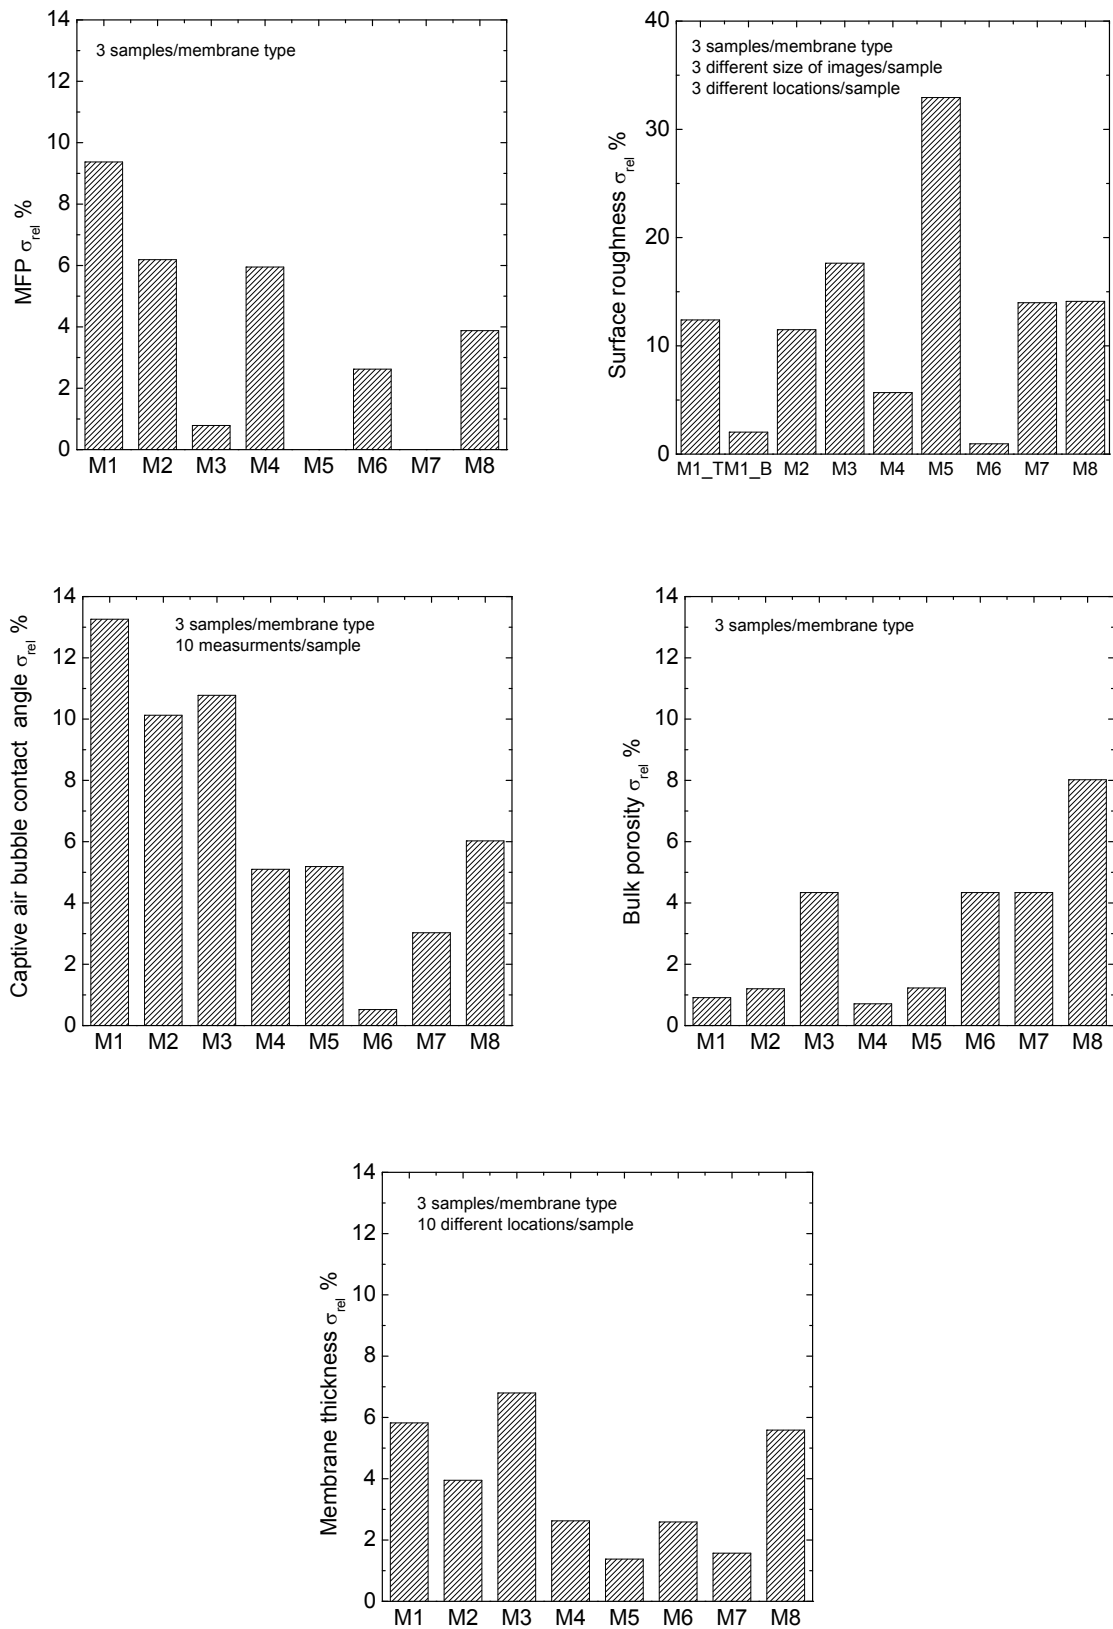 14
12
10
8
6
4
2
0
MFP σrel %
3 samples/membrane type
M1 M2 M3 M4 M5 M6 M7 M8
40
30
20
10
0
Surface roughness σrel %
3 samples/membrane type
3 different size of images/sample
3 different locations/sample
M1_T M1_B M2 M3 M4 M5 M6 M7 M8
14
12
10
8
6
4
2
0
Captive air bubble contact angle σrel %
3 samples/membrane type
10 measurments/sample
M1 M2 M3 M4 M5 M6 M7 M8
14
12
10
8
6
4
2
0
Bulk porosity σrel %
3 samples/membrane type
M1 M2 M3 M4 M5 M6 M7 M8
14
12
10
8
6
4
2
0
Membrane thickness σrel %
3 samples/membrane type
10 different locations/sample
M1 M2 M3 M4 M5 M6 M7 M8